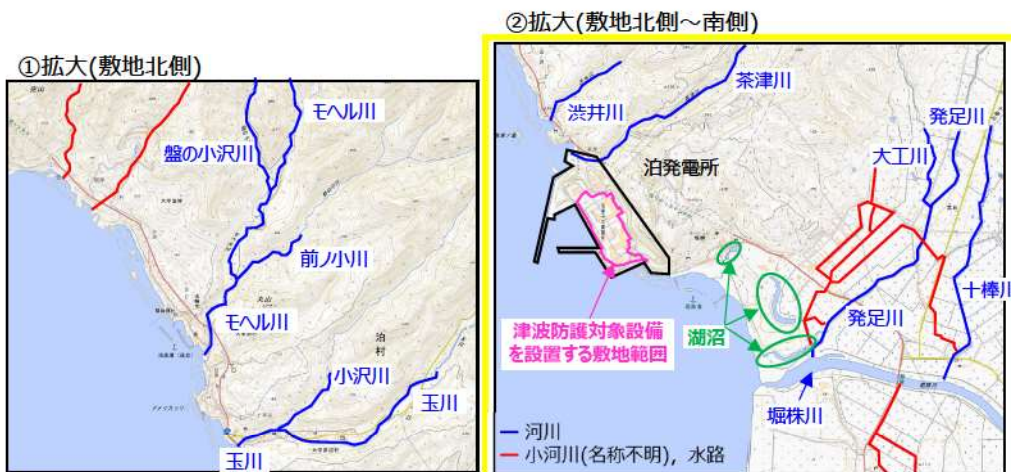 ①拡大(敷地北側)
モヘル川
盤の小沢川
前ノ小川
モヘル川
泊村
小沢川
玉川
玉川
②拡大(敷地北側～南側)
茶津川
渋井川
発足川
大工川
泊発電所
十棒川
発足川
津波防護対象設備
を設置する敷地範囲
湖沼
堀株川
河川
小河川(名称不明)，水路